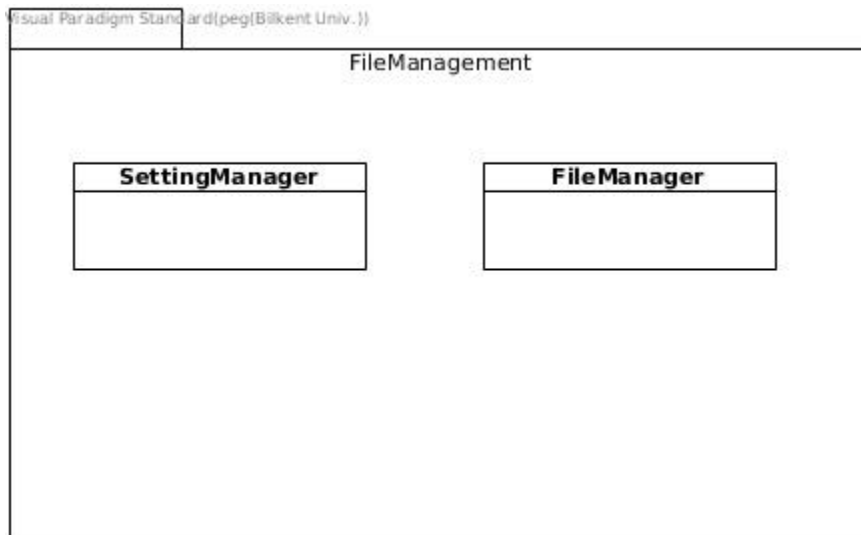 Visual Paradigm Standard(peg(Bilkent Univ.))
FileManagement
SettingManager
FileManager